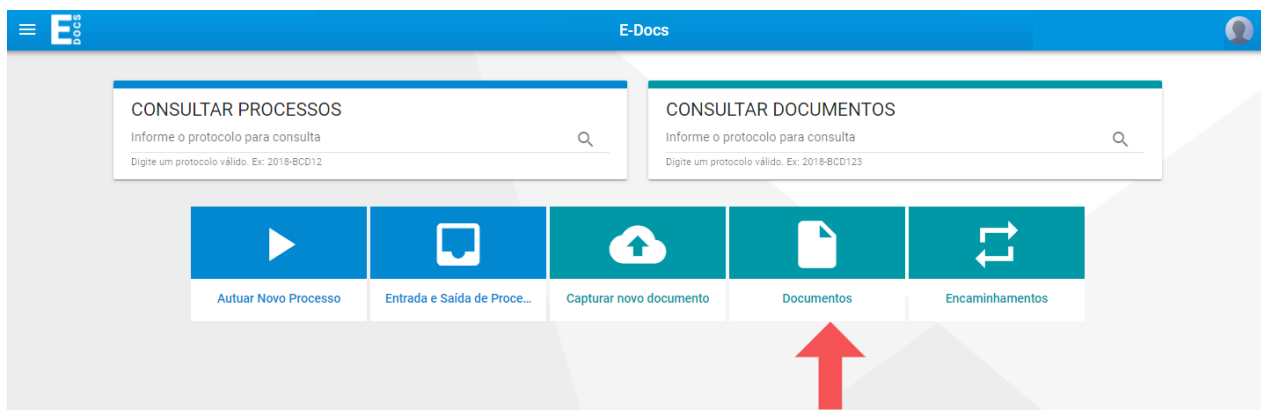 E DOCS
E-Docs
CONSULTAR PROCESSOS
Informe o protocolo para consulta
Digite um protocolo válido. Ex: 2018-BCD12
CONSULTAR DOCUMENTOS
Informe o protocolo para consulta
Digite um protocolo válido. Ex: 2018-BCD123
Autuar Novo Processo
Entrada e Saída de Proce...
Capturar novo documento
Documentos
Encaminhamentos